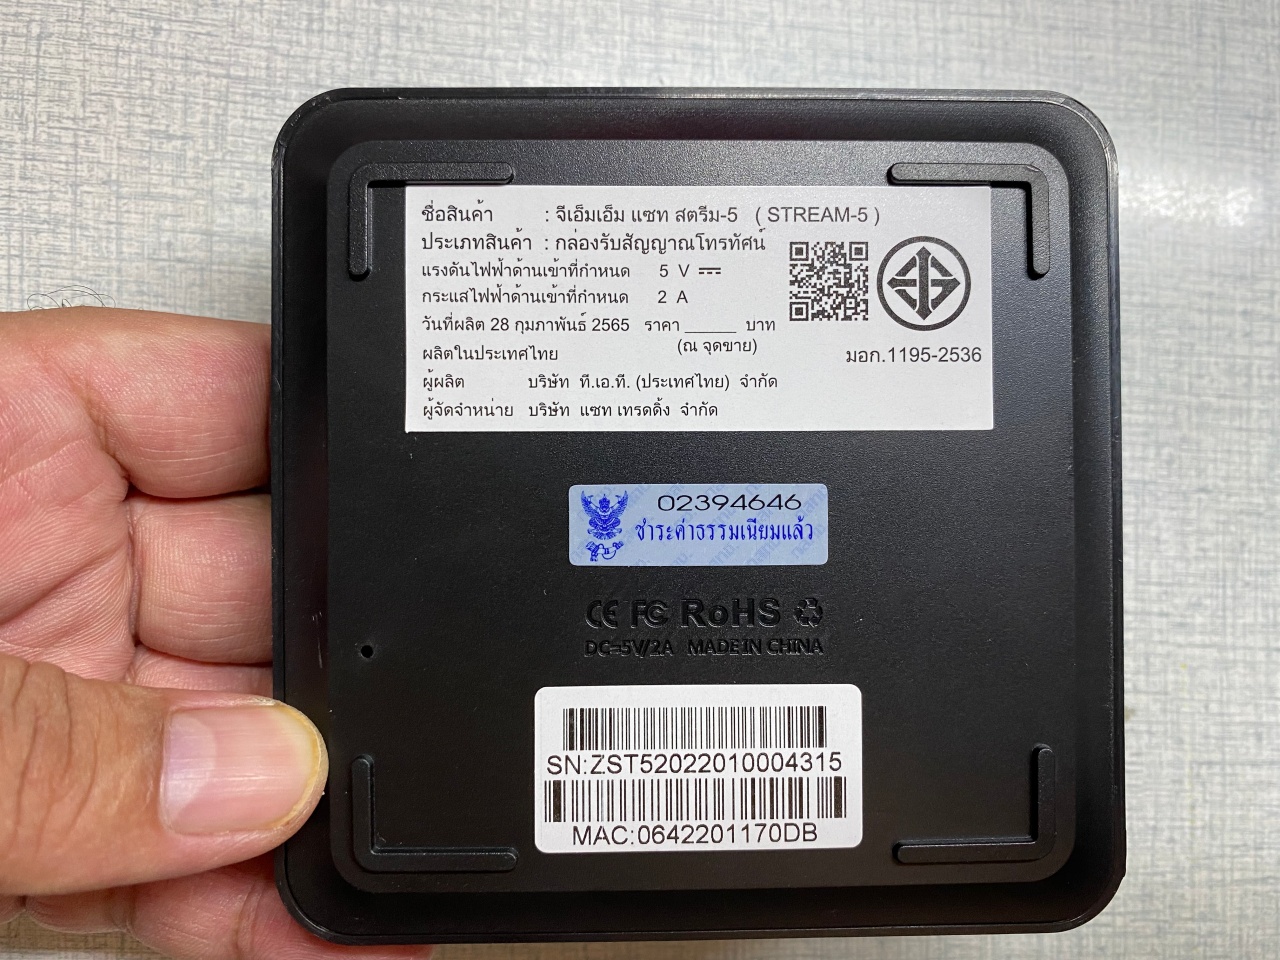 ชื่อสินค้า : จีเอ็มเอ็ม แซท สตรีม-5 ( STREAM-5 )
ประเภทสินค้า : กล่องรับสัญญาณโทรทัศน์
แรงดันไฟฟ้าด้านเข้าที่กำหนด 5 V
กระแสไฟฟ้าด้านเข้าที่กำหนด 2 A
วันที่ผลิต 28 กุมภาพันธ์ 2565 ราคา ______ บาท
(ณ จุดขาย)
ผลิตในประเทศไทย
มอก.1195-2536
ผู้ผลิต บริษัท ที.เอ.ที. (ประเทศไทย) จำกัด
ผู้จัดจำหน่าย บริษัท แซท เทรดดิ้ง จำกัด
02394646
ชำระค่าธรรมเนียมแล้ว
CE FC RoHS
DC=5V/2A MADE IN CHINA
SN:ZST52022010004315
MAC:0642201170DB